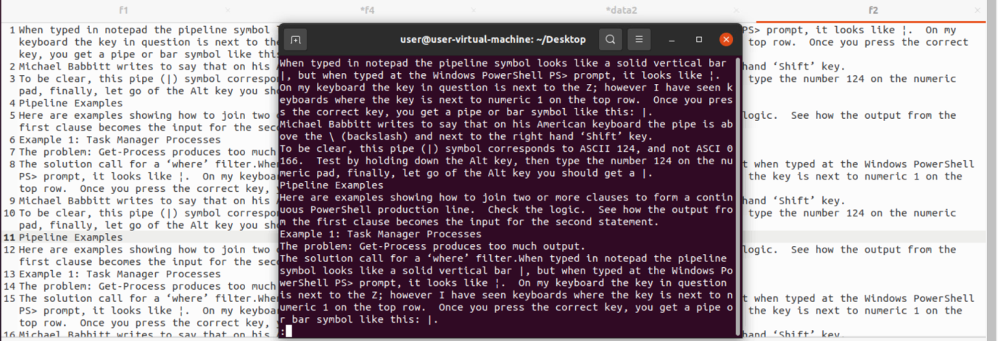 f1 × *f4 × *data2 × f2 ×
1 When typed in notepad the pipeline symbol
keyboard the key in question is next to the
key, you get a pipe or bar symbol like this
2 Michael Babbitt writes to say that on his
3 To be clear, this pipe (|) symbol correspo
pad, finally, let go of the Alt key you sho
4 Pipeline Examples
5 Here are examples showing how to join two
first clause becomes the input for the sec
6 Example 1: Task Manager Processes
7 The problem: Get-Process produces too much
8 The solution call for a ‘where’ filter.When
PS> prompt, it looks like ¦.  On my keyboar
top row.  Once you press the correct key,
9 Michael Babbitt writes to say that on his
10 To be clear, this pipe (|) symbol correspo
pad, finally, let go of the Alt key you sho
11 Pipeline Examples
12 Here are examples showing how to join two
first clause becomes the input for the sec
13 Example 1: Task Manager Processes
14 The problem: Get-Process produces too much
15 The solution call for a ‘where’ filter.When
PS> prompt, it looks like ¦.  On my keyboar
top row.  Once you press the correct key,
16 Michael Babbitt writes to say that on his
user@user-virtual-machine: ~/Desktop
When typed in notepad the pipeline symbol looks like a solid vertical bar
|, but when typed at the Windows PowerShell PS> prompt, it looks like ¦.
On my keyboard the key in question is next to the Z; however I have seen k
eyboards where the key is next to numeric 1 on the top row.  Once you pres
s the correct key, you get a pipe or bar symbol like this: |.
Michael Babbitt writes to say that on his American keyboard the pipe is ab
ove the \ (backslash) and next to the right hand ‘Shift’ key.
To be clear, this pipe (|) symbol corresponds to ASCII 124, and not ASCI 0
166.  Test by holding down the Alt key, then type the number 124 on the nu
meric pad, finally, let go of the Alt key you should get a |.
Pipeline Examples
Here are examples showing how to join two or more clauses to form a contin
uous PowerShell production line.  Check the logic.  See how the output fro
m the first clause becomes the input for the second statement.
Example 1: Task Manager Processes
The problem: Get-Process produces too much output.
The solution call for a ‘where’ filter.When typed in notepad the pipeline
symbol looks like a solid vertical bar |, but when typed at the Windows Po
werShell PS> prompt, it looks like ¦.  On my keyboard the key in question
is next to the Z; however I have seen keyboards where the key is next to n
umeric 1 on the top row.  Once you press the correct key, you get a pipe o
r bar symbol like this: |.
:
PS> prompt, it looks like ¦.  On my
top row.  Once you press the correct
hand ‘Shift’ key.
type the number 124 on the numeric
logic.  See how the output from the
t when typed at the Windows PowerShell
the key is next to numeric 1 on the
hand ‘Shift’ key.
type the number 124 on the numeric
logic.  See how the output from the
t when typed at the Windows PowerShell
the key is next to numeric 1 on the
hand ‘Shift’ key.